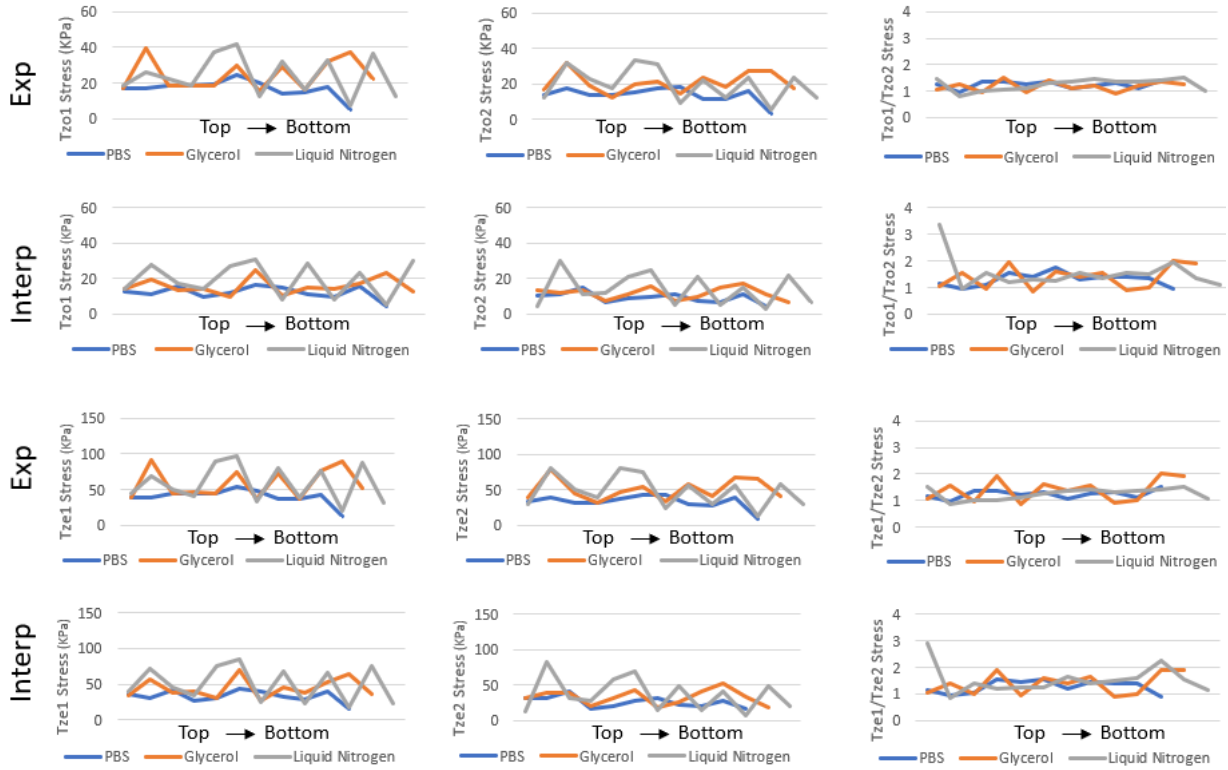 Exp
Tzo1 Stress (KPa)
60
40
20
0
Top → Bottom
PBS Glycerol Liquid Nitrogen
Tzo2 Stress (KPa)
60
40
20
0
Top → Bottom
PBS Glycerol Liquid Nitrogen
Tzo1/Tzo2 Stress
4
3
2
1
0
Top → Bottom
PBS Glycerol Liquid Nitrogen
Interp
Tzo1 Stress (KPa)
60
40
20
0
Top → Bottom
PBS Glycerol Liquid Nitrogen
Tzo2 Stress (KPa)
60
40
20
0
Top → Bottom
PBS Glycerol Liquid Nitrogen
Tzo1/Tzo2 Stress
4
3
2
1
0
Top → Bottom
PBS Glycerol Liquid Nitrogen
Exp
Tze1 Stress (KPa)
150
100
50
0
Top → Bottom
PBS Glycerol Liquid Nitrogen
Tze2 Stress (KPa)
150
100
50
0
Top → Bottom
PBS Glycerol Liquid Nitrogen
Tze1/Tze2 Stress
4
3
2
1
0
Top → Bottom
PBS Glycerol Liquid Nitrogen
Interp
Tze1 Stress (KPa)
150
100
50
0
Top → Bottom
PBS Glycerol Liquid Nitrogen
Tze2 Stress (KPa)
150
100
50
0
Top → Bottom
PBS Glycerol Liquid Nitrogen
Tze1/Tze2 Stress
4
3
2
1
0
Top → Bottom
PBS Glycerol Liquid Nitrogen